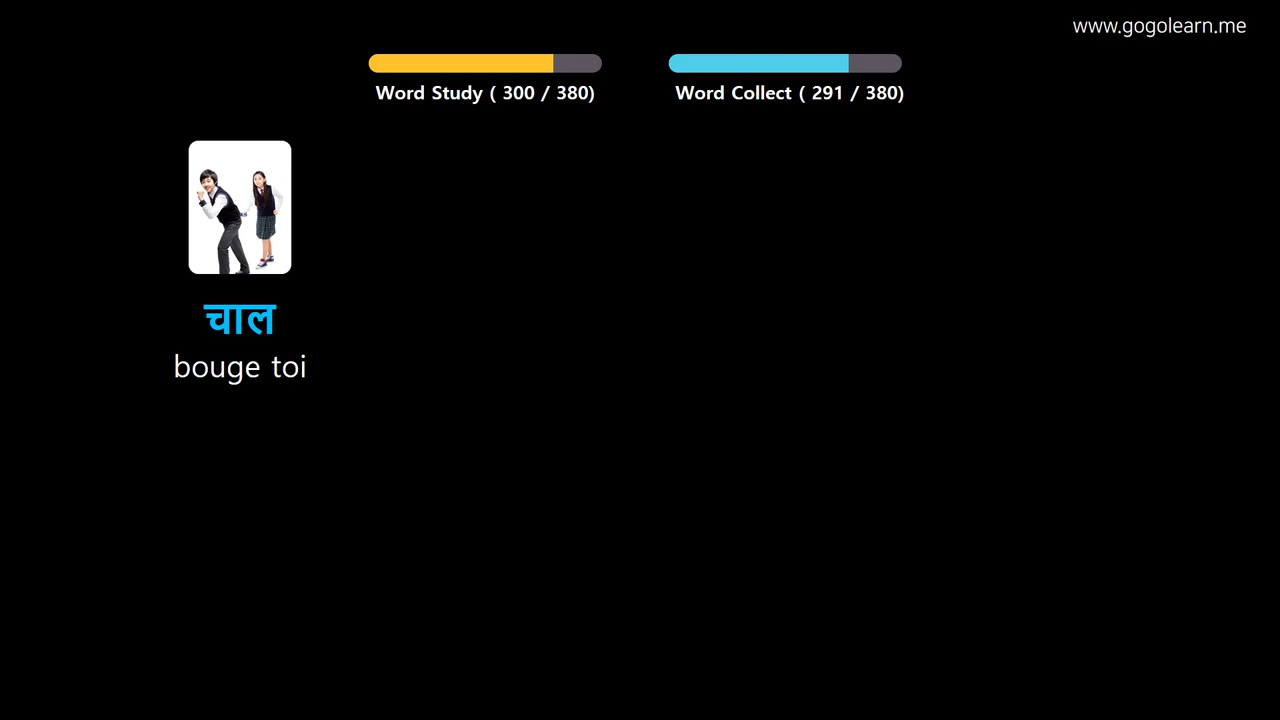 www.gogolearn.me
Word Study ( 300 / 380)
Word Collect ( 291 / 380)
चाल
bouge toi